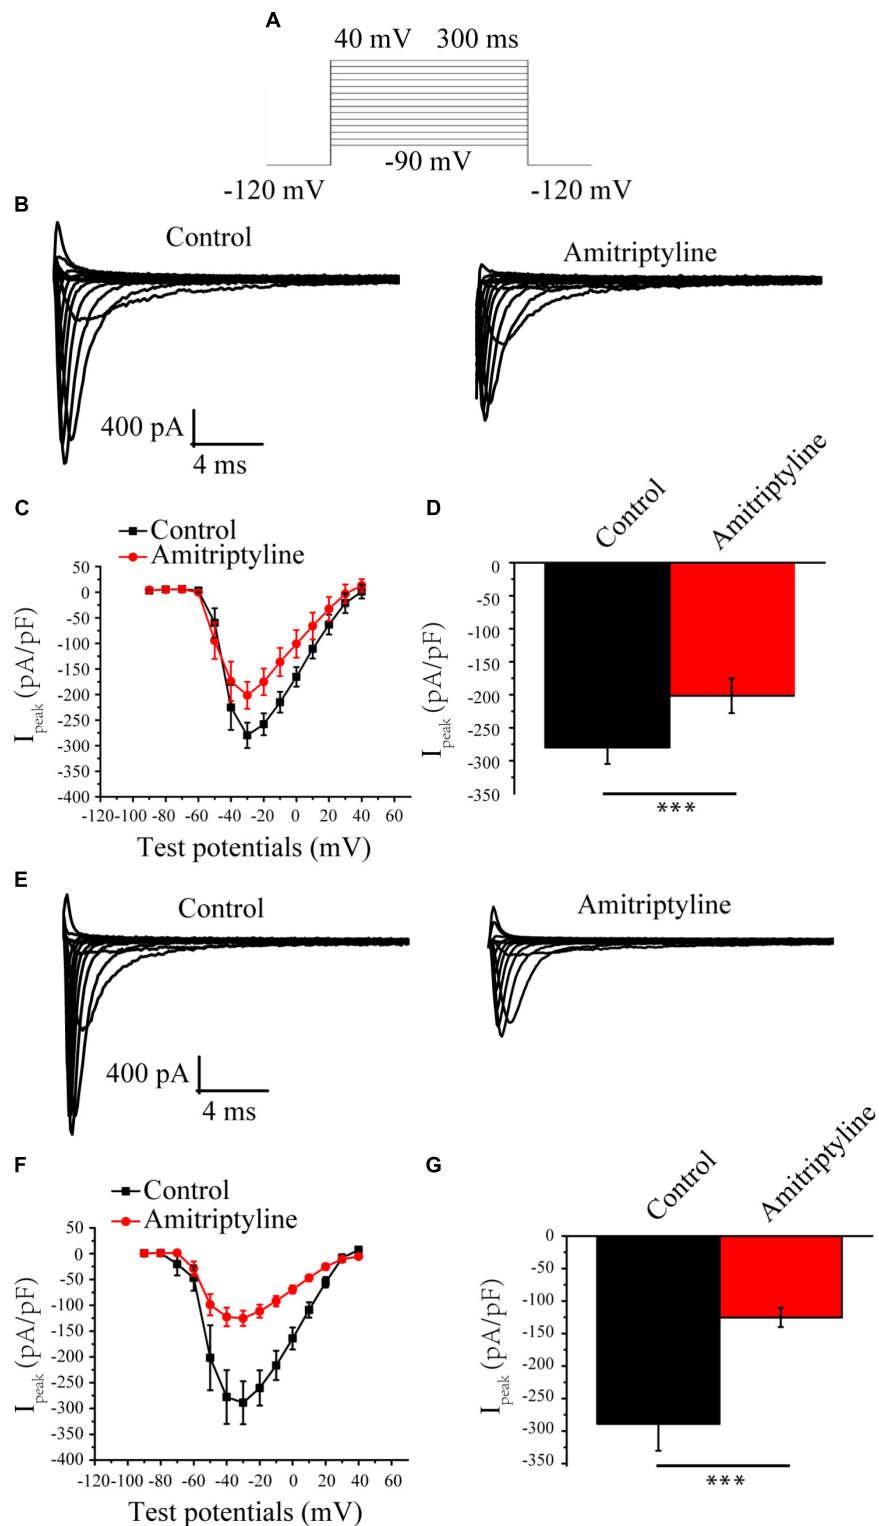 A
40 mV 300 ms
-90 mV
-120 mV -120 mV
B
Control Amitriptyline
400 pA
4 ms
C
Control
Amitriptyline
50
0
-50
-100
-150
-200
-250
-300
-350
-400
I peak (pA/pF)
-120 -100 -80 -60 -40 -20 0 20 40 60
Test potentials (mV)
D
Control Amitriptyline
0
-50
-100
-150
-200
-250
-300
-350
I peak (pA/pF)
***
E
Control Amitriptyline
400 pA
4 ms
F
Control
Amitriptyline
50
0
-50
-100
-150
-200
-250
-300
-350
-400
I peak (pA/pF)
-120 -100 -80 -60 -40 -20 0 20 40 60
Test potentials (mV)
G
Control Amitriptyline
0
-50
-100
-150
-200
-250
-300
-350
I peak (pA/pF)
***